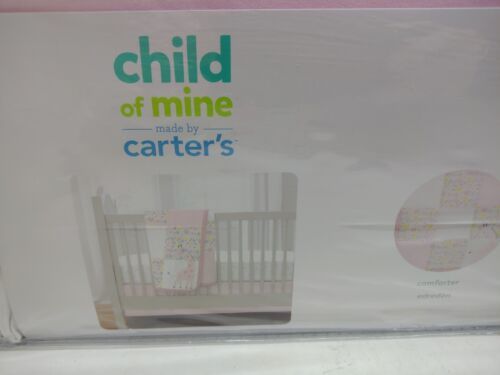 child
of mine
made by
carter's
comforter
edredón